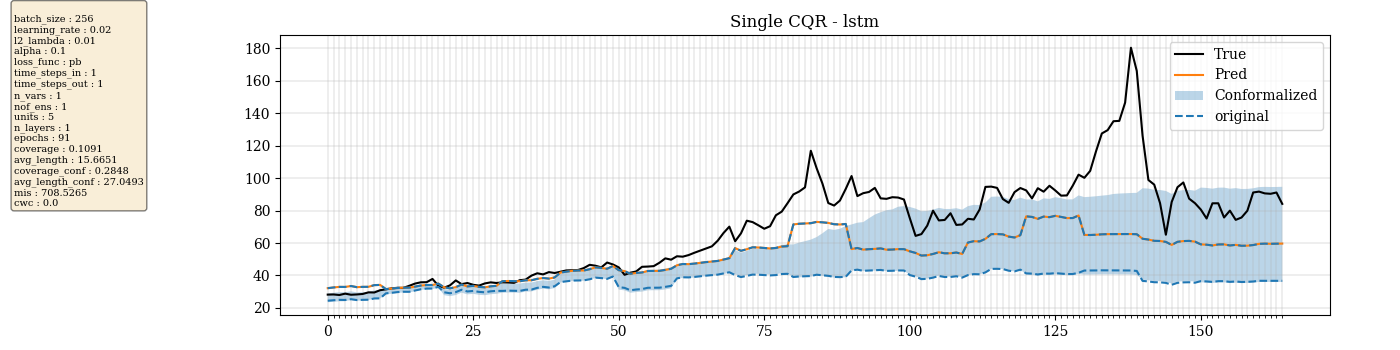 batch_size : 256
learning_rate : 0.02
l2_lambda : 0.01
alpha : 0.1
loss_func : pb
time_steps_in : 1
time_steps_out : 1
n_vars : 1
nof_ens : 1
units : 5
n_layers : 1
epochs : 91
coverage : 0.1091
avg_length : 15.6651
coverage_conf : 0.2848
avg_length_conf : 27.0493
mis : 708.5265
cwc : 0.0
Single CQR - lstm
180
160
140
120
100
80
60
40
20
0 25 50 75 100 125 150
True
Pred
Conformalized
original